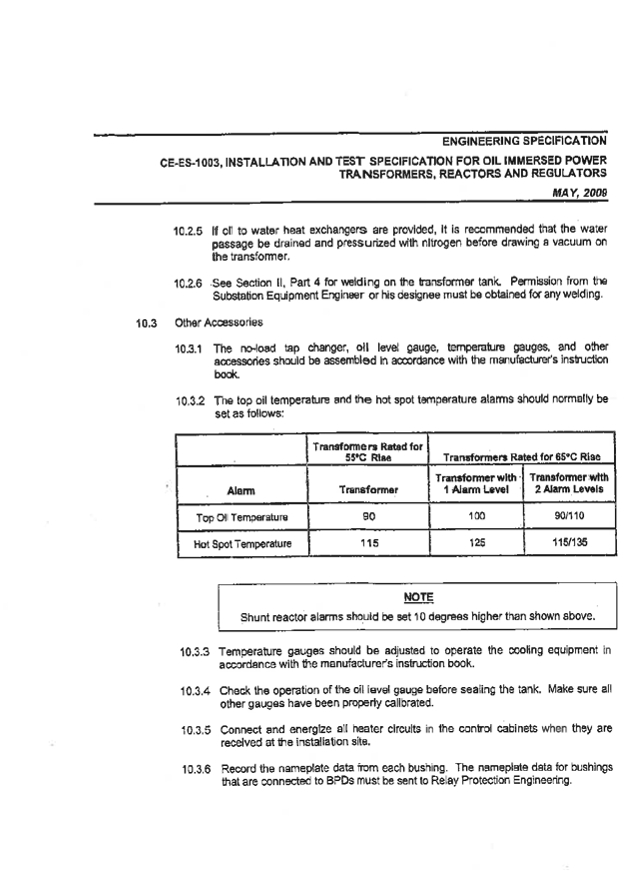 ENGINEERING SPECIFICATION
CE-ES-1003, INSTALLATION AND TEST SPECIFICATION FOR OIL IMMERSED POWER
TRANSFORMERS, REACTORS AND REGULATORS
MAY, 2009
10.2.5 If oil to water heat exchangers are provided, it is recommended that the water
passage be drained and pressurized with nitrogen before drawing a vacuum on
the transformer.
10.2.6 See Section II, Part 4 for welding on the transformer tank. Permission from the
Substation Equipment Engineer or his designee must be obtained for any welding.
10.3 Other Accessories
10.3.1 The no-load tap changer, oil level gauge, temperature gauges, and other
accessories should be assembled in accordance with the manufacturer's instruction
book.
10.3.2 The top oil temperature and the hot spot temperature alarms should normally be
set as follows:
Transformers Rated for
55°C Rise Transformers Rated for 65°C Rise
Transformer with Transformer with
Alarm Transformer 1 Alarm Level 2 Alarm Levels
Top Oil Temperature 90 100 90/110
Hot Spot Temperature 115 125 115/135
NOTE
Shunt reactor alarms should be set 10 degrees higher than shown above.
10.3.3 Temperature gauges should be adjusted to operate the cooling equipment in
accordance with the manufacturer's instruction book.
10.3.4 Check the operation of the oil level gauge before sealing the tank. Make sure all
other gauges have been properly calibrated.
10.3.5 Connect and energize all heater circuits in the control cabinets when they are
received at the installation site.
10.3.6 Record the nameplate data from each bushing. The nameplate data for bushings
that are connected to BPDs must be sent to Relay Protection Engineering.